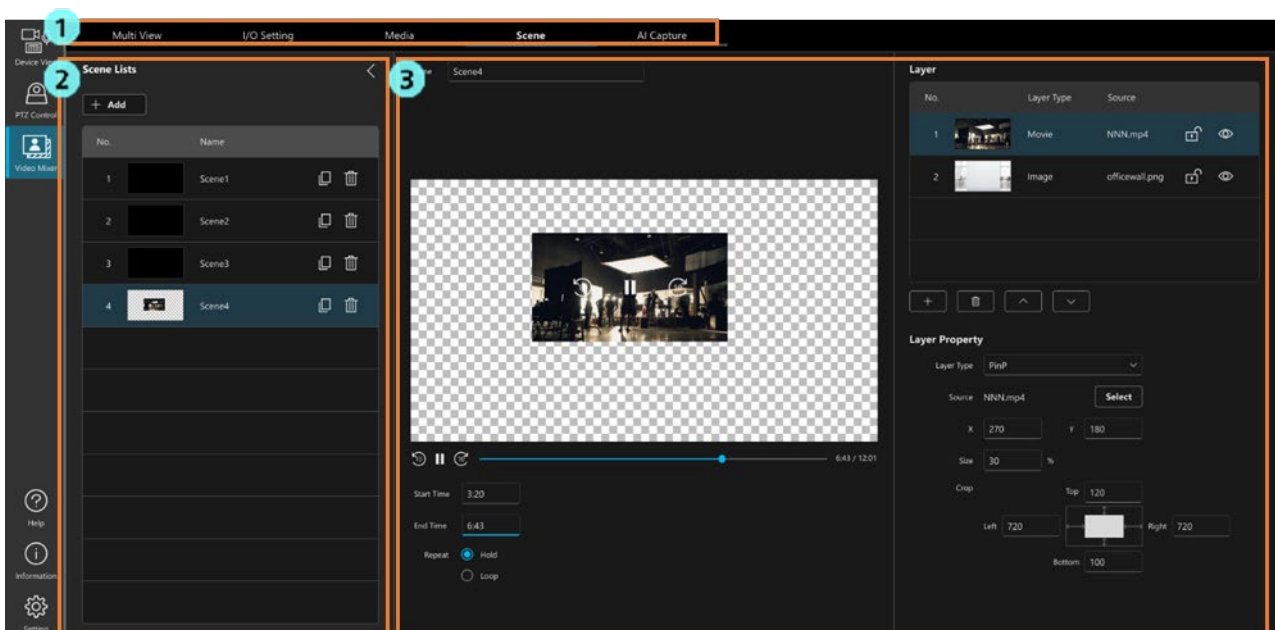 1
Multi View I/O Setting Media Scene AI Capture
Device View
PTZ Control
Video Mixer
Help
Information
Setting
2
Scene Lists
+ Add
No. Name
1 Scene1
2 Scene2
3 Scene3
4 Scene4
3
Scene4
10 10
6:43 / 12:01
Start Time 3:20
End Time 6:43
Repeat Hold
Loop
Layer
No. Layer Type Source
1 Movie NNN.mp4
2 Image officewall.png
Layer Property
Layer Type PinP
Source NNN.mp4 Select
X 270 Y 180
Size 30 %
Crop Top 120
Left 720 Right 720
Bottom 100